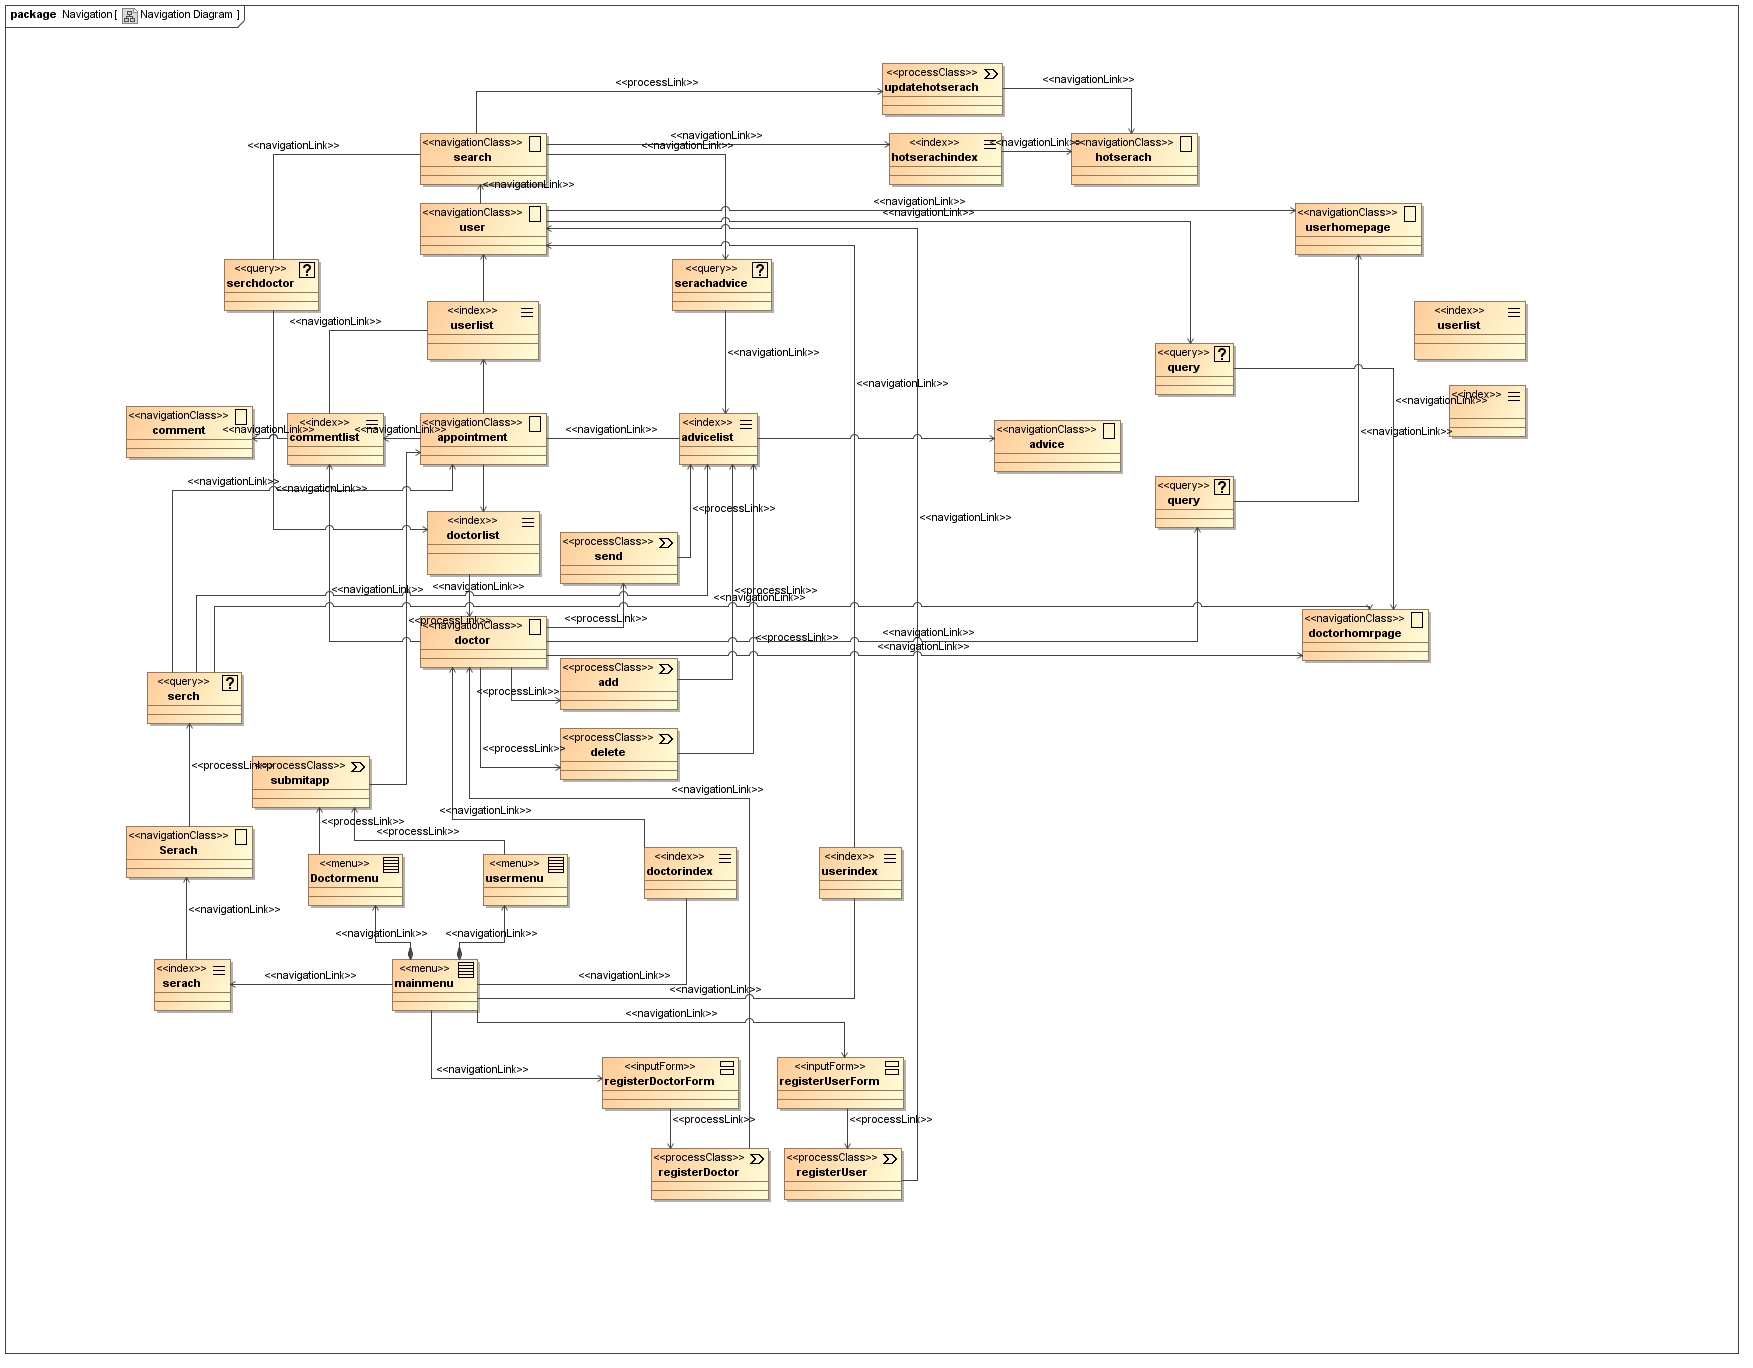 package Navigation [ Navigation Diagram ]
<<processLink>>
<<processClass>>
updatehotserach
<<navigationLink>>
<<navigationLink>>
<<navigationClass>>
search
<<navigationLink>>
<<navigationLink>>
<<index>>
hotserachindex
<<navigationLink>>
<<navigationClass>>
hotserach
<<navigationLink>>
<<navigationClass>>
user
<<navigationLink>>
<<navigationLink>>
<<navigationClass>>
userhomepage
<<query>>
serchdoctor
<<query>>
serachadvice
<<navigationLink>>
<<index>>
userlist
<<index>>
userlist
<<navigationLink>>
<<query>>
query
<<navigationLink>>
<<navigationLink>>
<<index>>
<<navigationClass>>
comment
<<navigationLink>>
<<index>>
commentlist
<<navigationLink>>
<<navigationClass>>
appointment
<<navigationLink>>
<<index>>
advicelist
<<navigationClass>>
advice
<<navigationLink>>
<<navigationLink>>
<<navigationLink>>
<<query>>
query
<<processLink>>
<<navigationLink>>
<<index>>
doctorlist
<<processClass>>
send
<<navigationLink>>
<<navigationLink>>
<<processLink>>
<<navigationLink>>
<<processLink>>
<<navigationClass>>
doctor
<<processLink>>
<<processLink>>
<<navigationLink>>
<<navigationLink>>
<<navigationClass>>
doctorhomrpage
<<processClass>>
add
<<processLink>>
<<query>>
serch
<<processClass>>
delete
<<processLink>>
<<processLink>>
<<processClass>>
submitapp
<<navigationLink>>
<<navigationLink>>
<<processLink>>
<<processLink>>
<<navigationClass>>
Serach
<<menu>>
Doctormenu
<<menu>>
usermenu
<<index>>
doctorindex
<<index>>
userindex
<<navigationLink>>
<<navigationLink>>
<<navigationLink>>
<<index>>
serach
<<navigationLink>>
<<menu>>
mainmenu
<<navigationLink>>
<<navigationLink>>
<<navigationLink>>
<<navigationLink>>
<<inputForm>>
registerDoctorForm
<<inputForm>>
registerUserForm
<<processLink>>
<<processLink>>
<<processClass>>
registerDoctor
<<processClass>>
registerUser